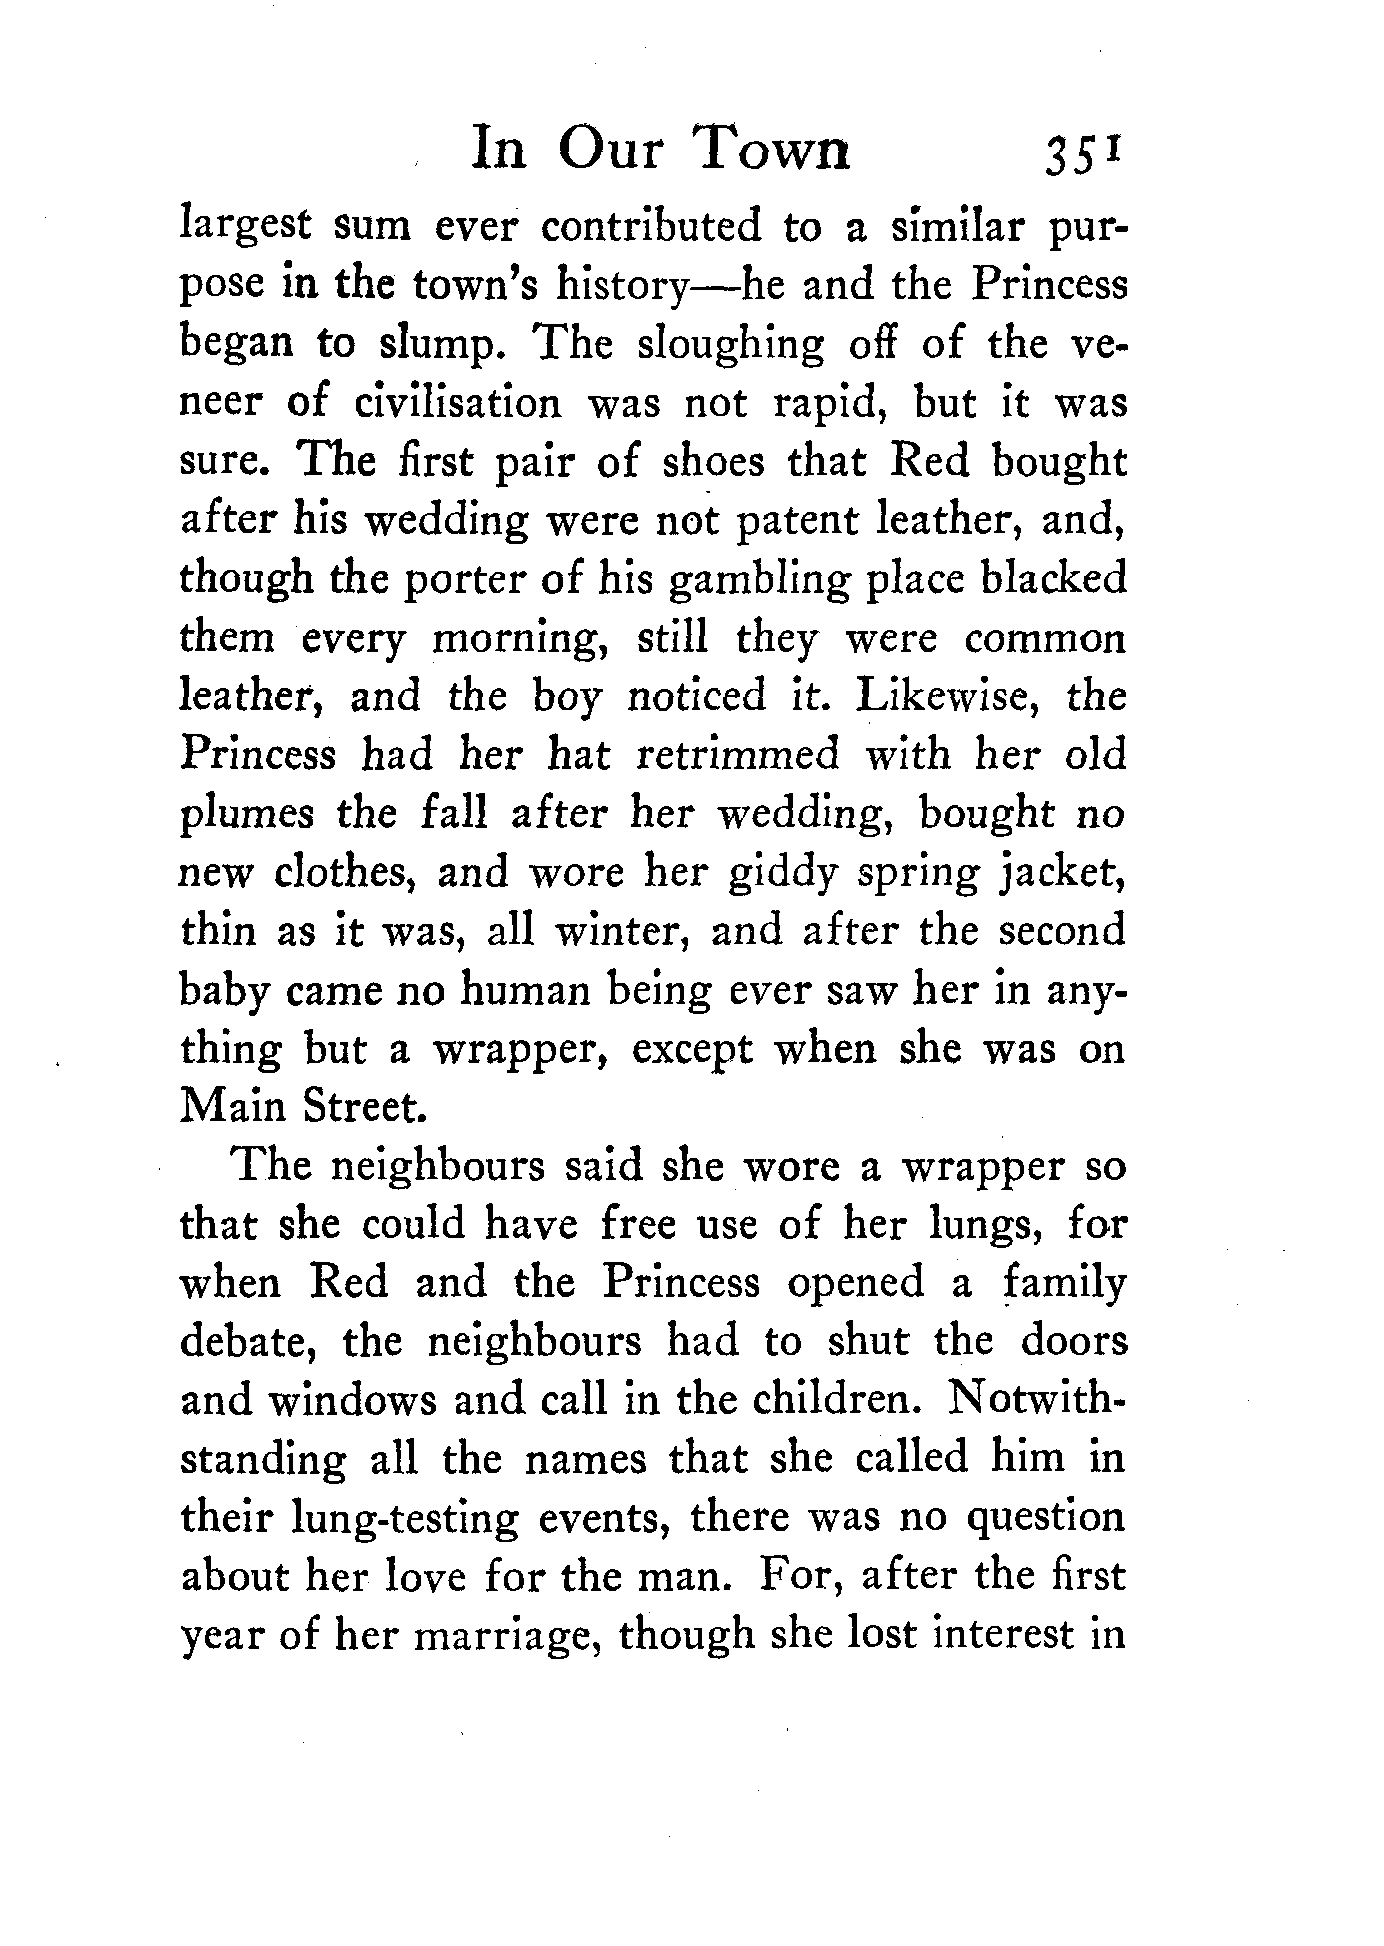 In Our Town 351
largest sum ever contributed to a similar pur-
pose in the town's history—he and the Princess
began to slump. The sloughing off of the ve-
neer of civilisation was not rapid, but it was
sure. The first pair of shoes that Red bought
after his wedding were not patent leather, and,
though the porter of his gambling place blacked
them every morning, still they were common
leather, and the boy noticed it. Likewise, the
Princess had her hat retrimmed with her old
plumes the fall after her wedding, bought no
new clothes, and wore her giddy spring jacket,
thin as it was, all winter, and after the second
baby came no human being ever saw her in any-
thing but a wrapper, except when she was on
Main Street.
The neighbours said she wore a wrapper so
that she could have free use of her lungs, for
when Red and the Princess opened a family
debate, the neighbours had to shut the doors
and windows and call in the children. Notwith-
standing all the names that she called him in
their lung-testing events, there was no question
about her love for the man. For, after the first
year of her marriage, though she lost interest in